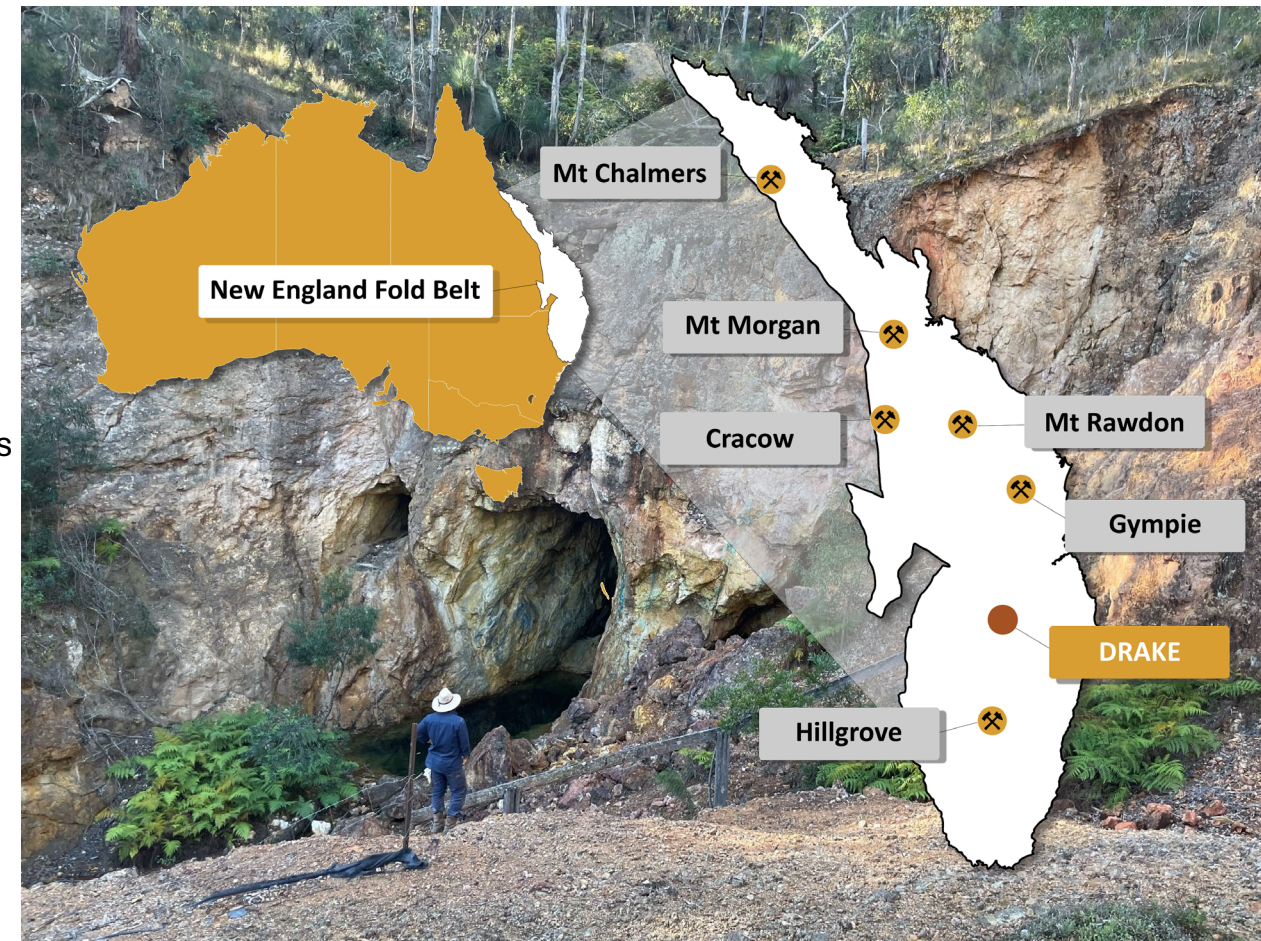 Mt Chalmers
New England Fold Belt
Mt Morgan
Cracow
Mt Rawdon
s
Gympie
DRAKE
Hillgrove